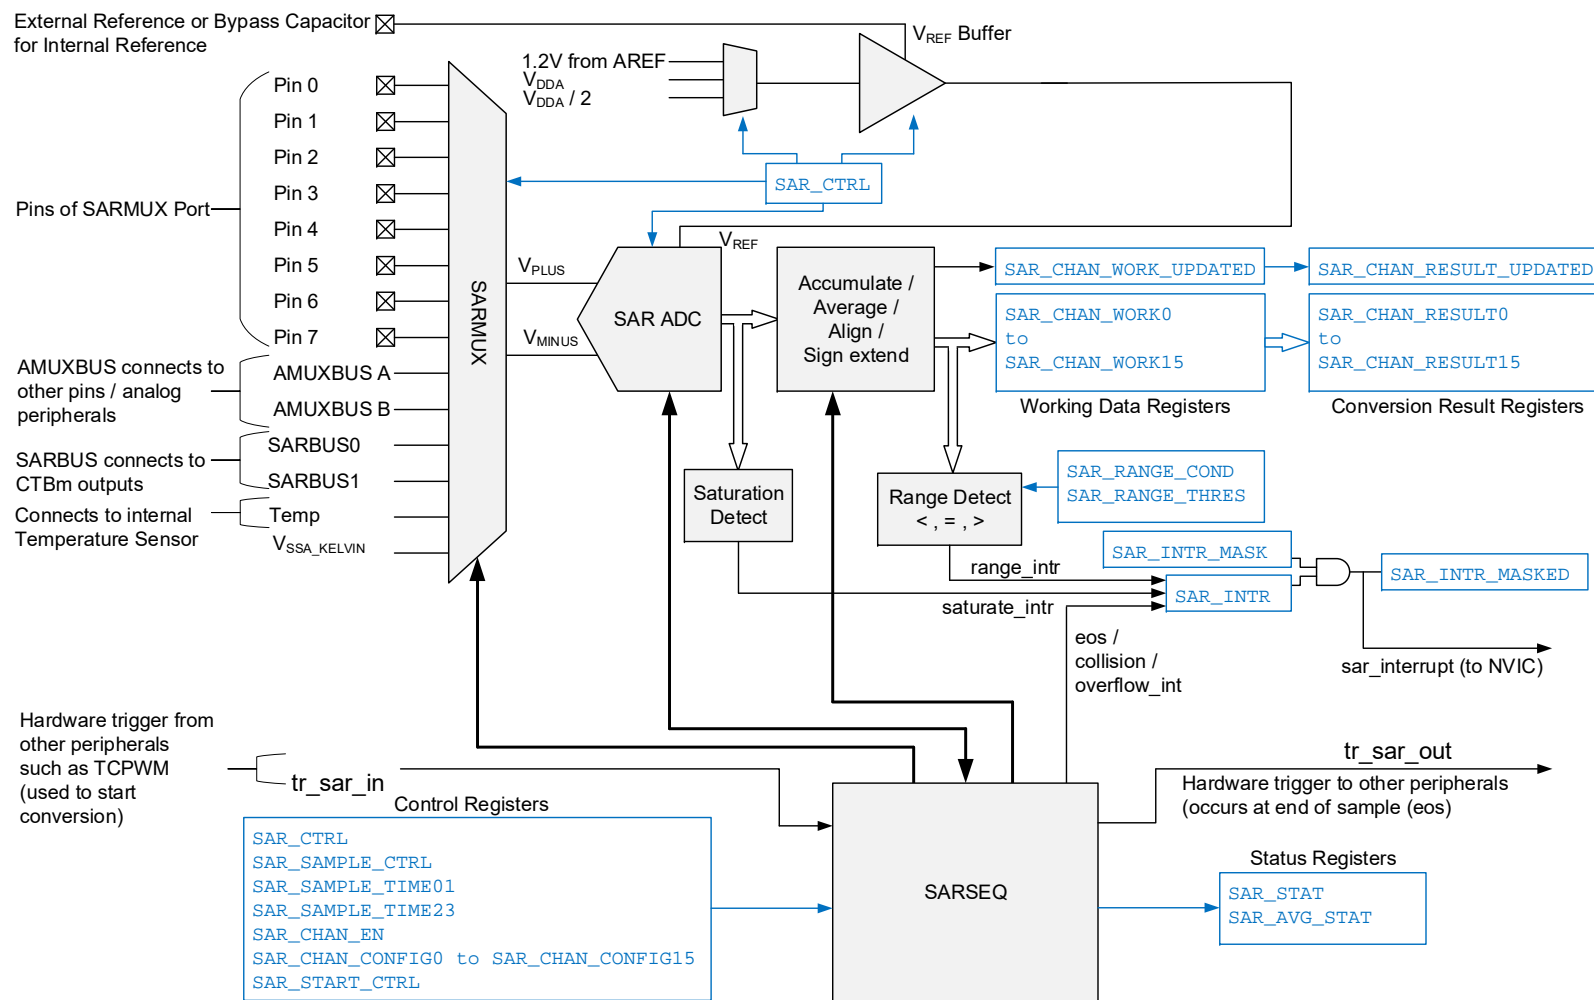 External Reference or Bypass Capacitor
for Internal Reference
V_REF Buffer
1.2V from AREF
V_DDA
V_DDA / 2
SAR_CTRL
Pins of SARMUX Port
Pin 0
Pin 1
Pin 2
Pin 3
Pin 4
Pin 5
Pin 6
Pin 7
AMUXBUS connects to
other pins / analog
peripherals
AMUXBUS A
AMUXBUS B
SARBUS connects to
CTBm outputs
SARBUS0
SARBUS1
Connects to internal
Temperature Sensor
Temp
V_SSA_KELVIN
SARMUX
V_PLUS
V_MINUS
V_REF
SAR ADC
Accumulate /
Average /
Align /
Sign extend
SAR_CHAN_WORK_UPDATED
SAR_CHAN_RESULT_UPDATED
SAR_CHAN_WORK0
to
SAR_CHAN_WORK15
Working Data Registers
SAR_CHAN_RESULT0
to
SAR_CHAN_RESULT15
Conversion Result Registers
Saturation
Detect
Range Detect
< , = , >
SAR_RANGE_COND
SAR_RANGE_THRES
SAR_INTR_MASK
SAR_INTR
SAR_INTR_MASKED
range_intr
saturate_intr
eos /
collision /
overflow_int
sar_interrupt (to NVIC)
Hardware trigger from
other peripherals
such as TCPWM
(used to start
conversion)
tr_sar_in
Control Registers
SAR_CTRL
SAR_SAMPLE_CTRL
SAR_SAMPLE_TIME01
SAR_SAMPLE_TIME23
SAR_CHAN_EN
SAR_CHAN_CONFIG0 to SAR_CHAN_CONFIG15
SAR_START_CTRL
SARSEQ
tr_sar_out
Hardware trigger to other peripherals
(occurs at end of sample (eos)
Status Registers
SAR_STAT
SAR_AVG_STAT